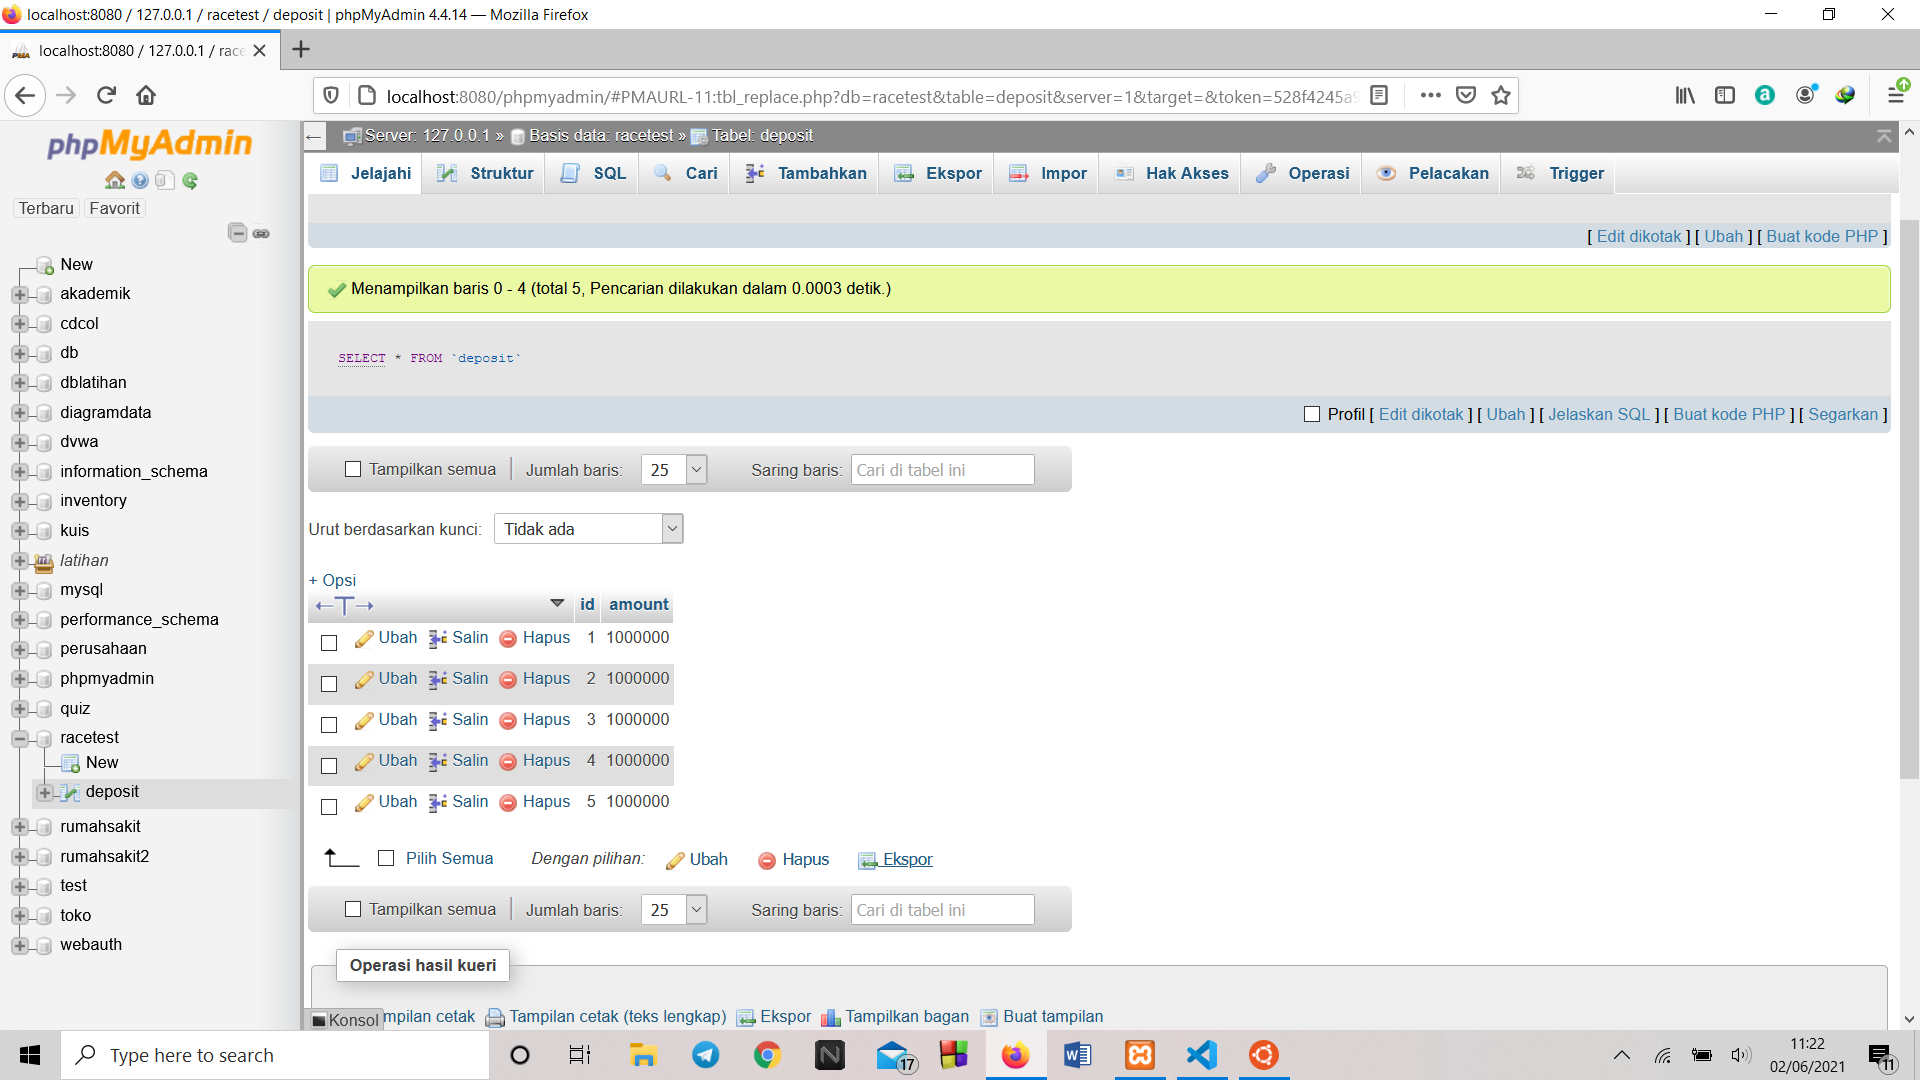 localhost:8080 / 127.0.0.1 / racetest / deposit | phpMyAdmin 4.4.14 — Mozilla Firefox
localhost:8080 / 127.0.0.1 / race
localhost:8080/phpmyadmin/#PMAURL-11:tbl_replace.php?db=racetest&table=deposit&server=1&target=&token=528f4245a9
phpMyAdmin
Terbaru Favorit
New
akademik
cdcol
db
dblatihan
diagramdata
dvwa
information_schema
inventory
kuis
latihan
mysql
performance_schema
perusahaan
phpmyadmin
quiz
racetest
New
deposit
rumahsakit
rumahsakit2
test
toko
webauth
Server: 127.0.0.1 » Basis data: racetest » Tabel: deposit
Jelajahi Struktur SQL Cari Tambahkan Ekspor Impor Hak Akses Operasi Pelacakan Trigger
[ Edit dikotak ] [ Ubah ] [ Buat kode PHP ]
Menampilkan baris 0 - 4 (total 5, Pencarian dilakukan dalam 0.0003 detik.)
SELECT * FROM `deposit`
Profil [ Edit dikotak ] [ Ubah ] [ Jelaskan SQL ] [ Buat kode PHP ] [ Segarkan ]
Tampilkan semua | Jumlah baris: 25 Saring baris: Cari di tabel ini
Urut berdasarkan kunci: Tidak ada
+ Opsi
←T→ id amount
Ubah Salin Hapus 1 1000000
Ubah Salin Hapus 2 1000000
Ubah Salin Hapus 3 1000000
Ubah Salin Hapus 4 1000000
Ubah Salin Hapus 5 1000000
Pilih Semua Dengan pilihan: Ubah Hapus Ekspor
Tampilkan semua | Jumlah baris: 25 Saring baris: Cari di tabel ini
Operasi hasil kueri
Konsol mpilan cetak Tampilan cetak (teks lengkap) Ekspor Tampilkan bagan Buat tampilan
Type here to search
17
11:22
02/06/2021
11